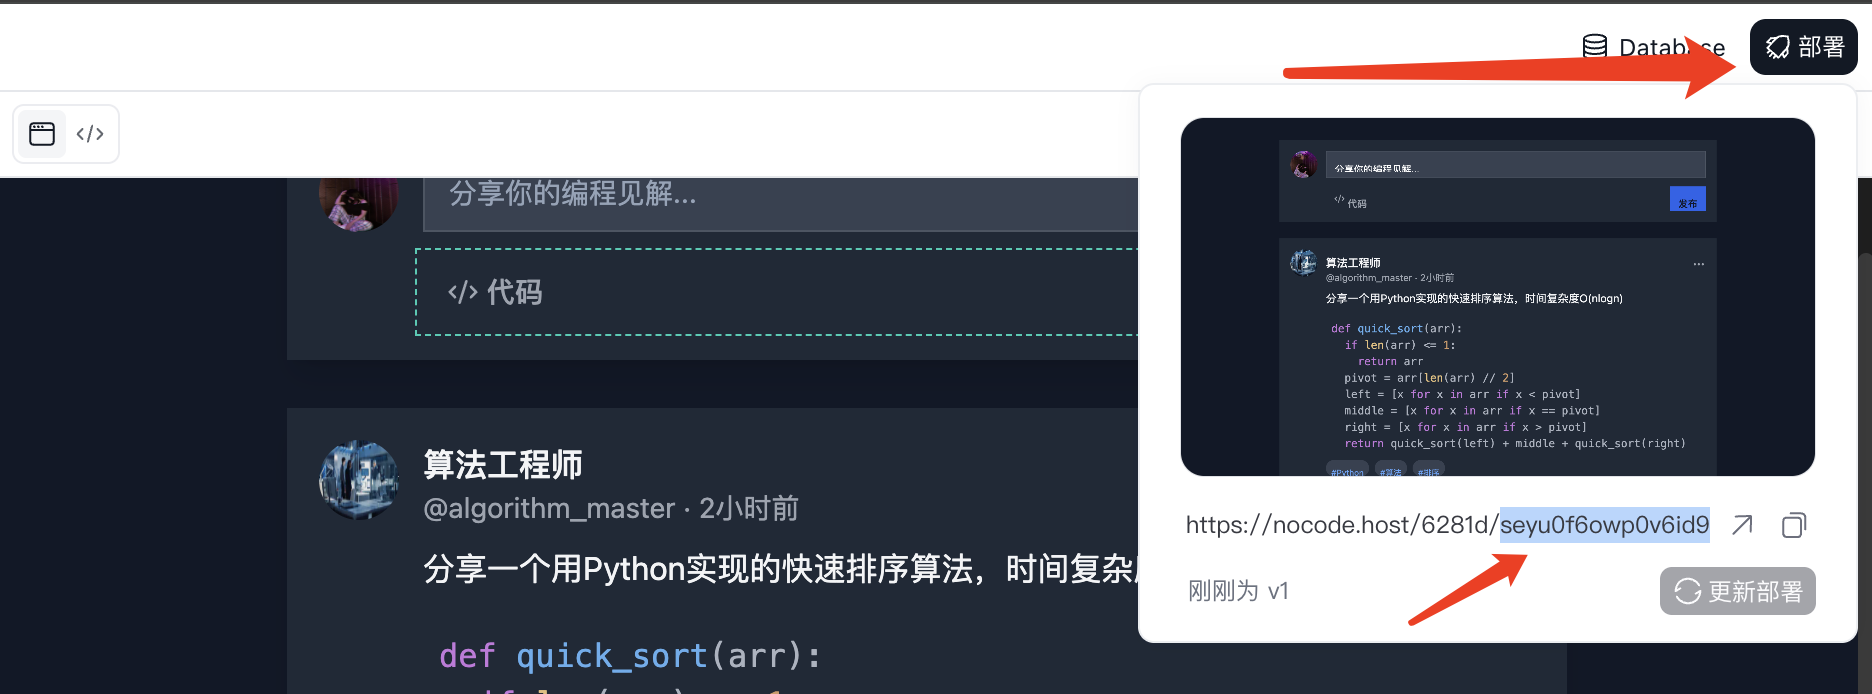 Database
部署
</>
分享你的编程见解...
</> 代码
算法工程师
@algorithm_master · 2小时前
分享一个用Python实现的快速排序算法，时间复杂
def quick_sort(arr):
分享你的编程见解...
</> 代码
发布
算法工程师
...
@algorithm_master · 2小时前
分享一个用Python实现的快速排序算法，时间复杂度O(nlogn)
def quick_sort(arr):
if len(arr) <= 1:
return arr
pivot = arr[len(arr) // 2]
left = [x for x in arr if x < pivot]
middle = [x for x in arr if x == pivot]
right = [x for x in arr if x > pivot]
return quick_sort(left) + middle + quick_sort(right)
#Python #算法 #排序
https://nocode.host/6281d/seyu0f6owp0v6id9
刚刚为 v1
更新部署